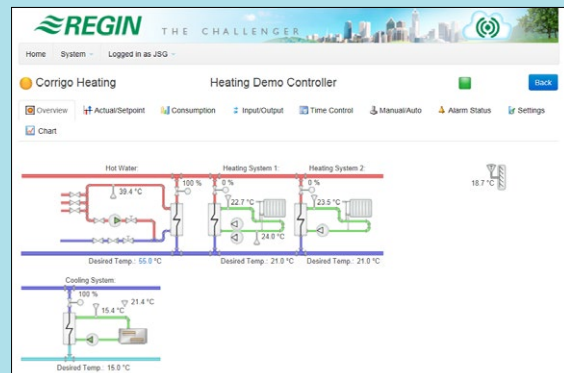 REGIN THE CHALLENGER
Home System Logged in as JSG
Corrigo Heating Heating Demo Controller Back
Overview Actual/Setpoint Consumption Input/Output Time Control Manual/Auto Alarm Status Settings
Chart
Hot Water: Heating System 1: Heating System 2:
39.4 °C 100 % 0 % 22.7 °C 0 % 23.5 °C 18.7 °C
24.0 °C
Desired Temp.: 55.0 °C Desired Temp.: 21.0 °C Desired Temp.: 21.0 °C
Cooling System:
100 %
21.4 °C
15.4 °C
Desired Temp.: 15.0 °C